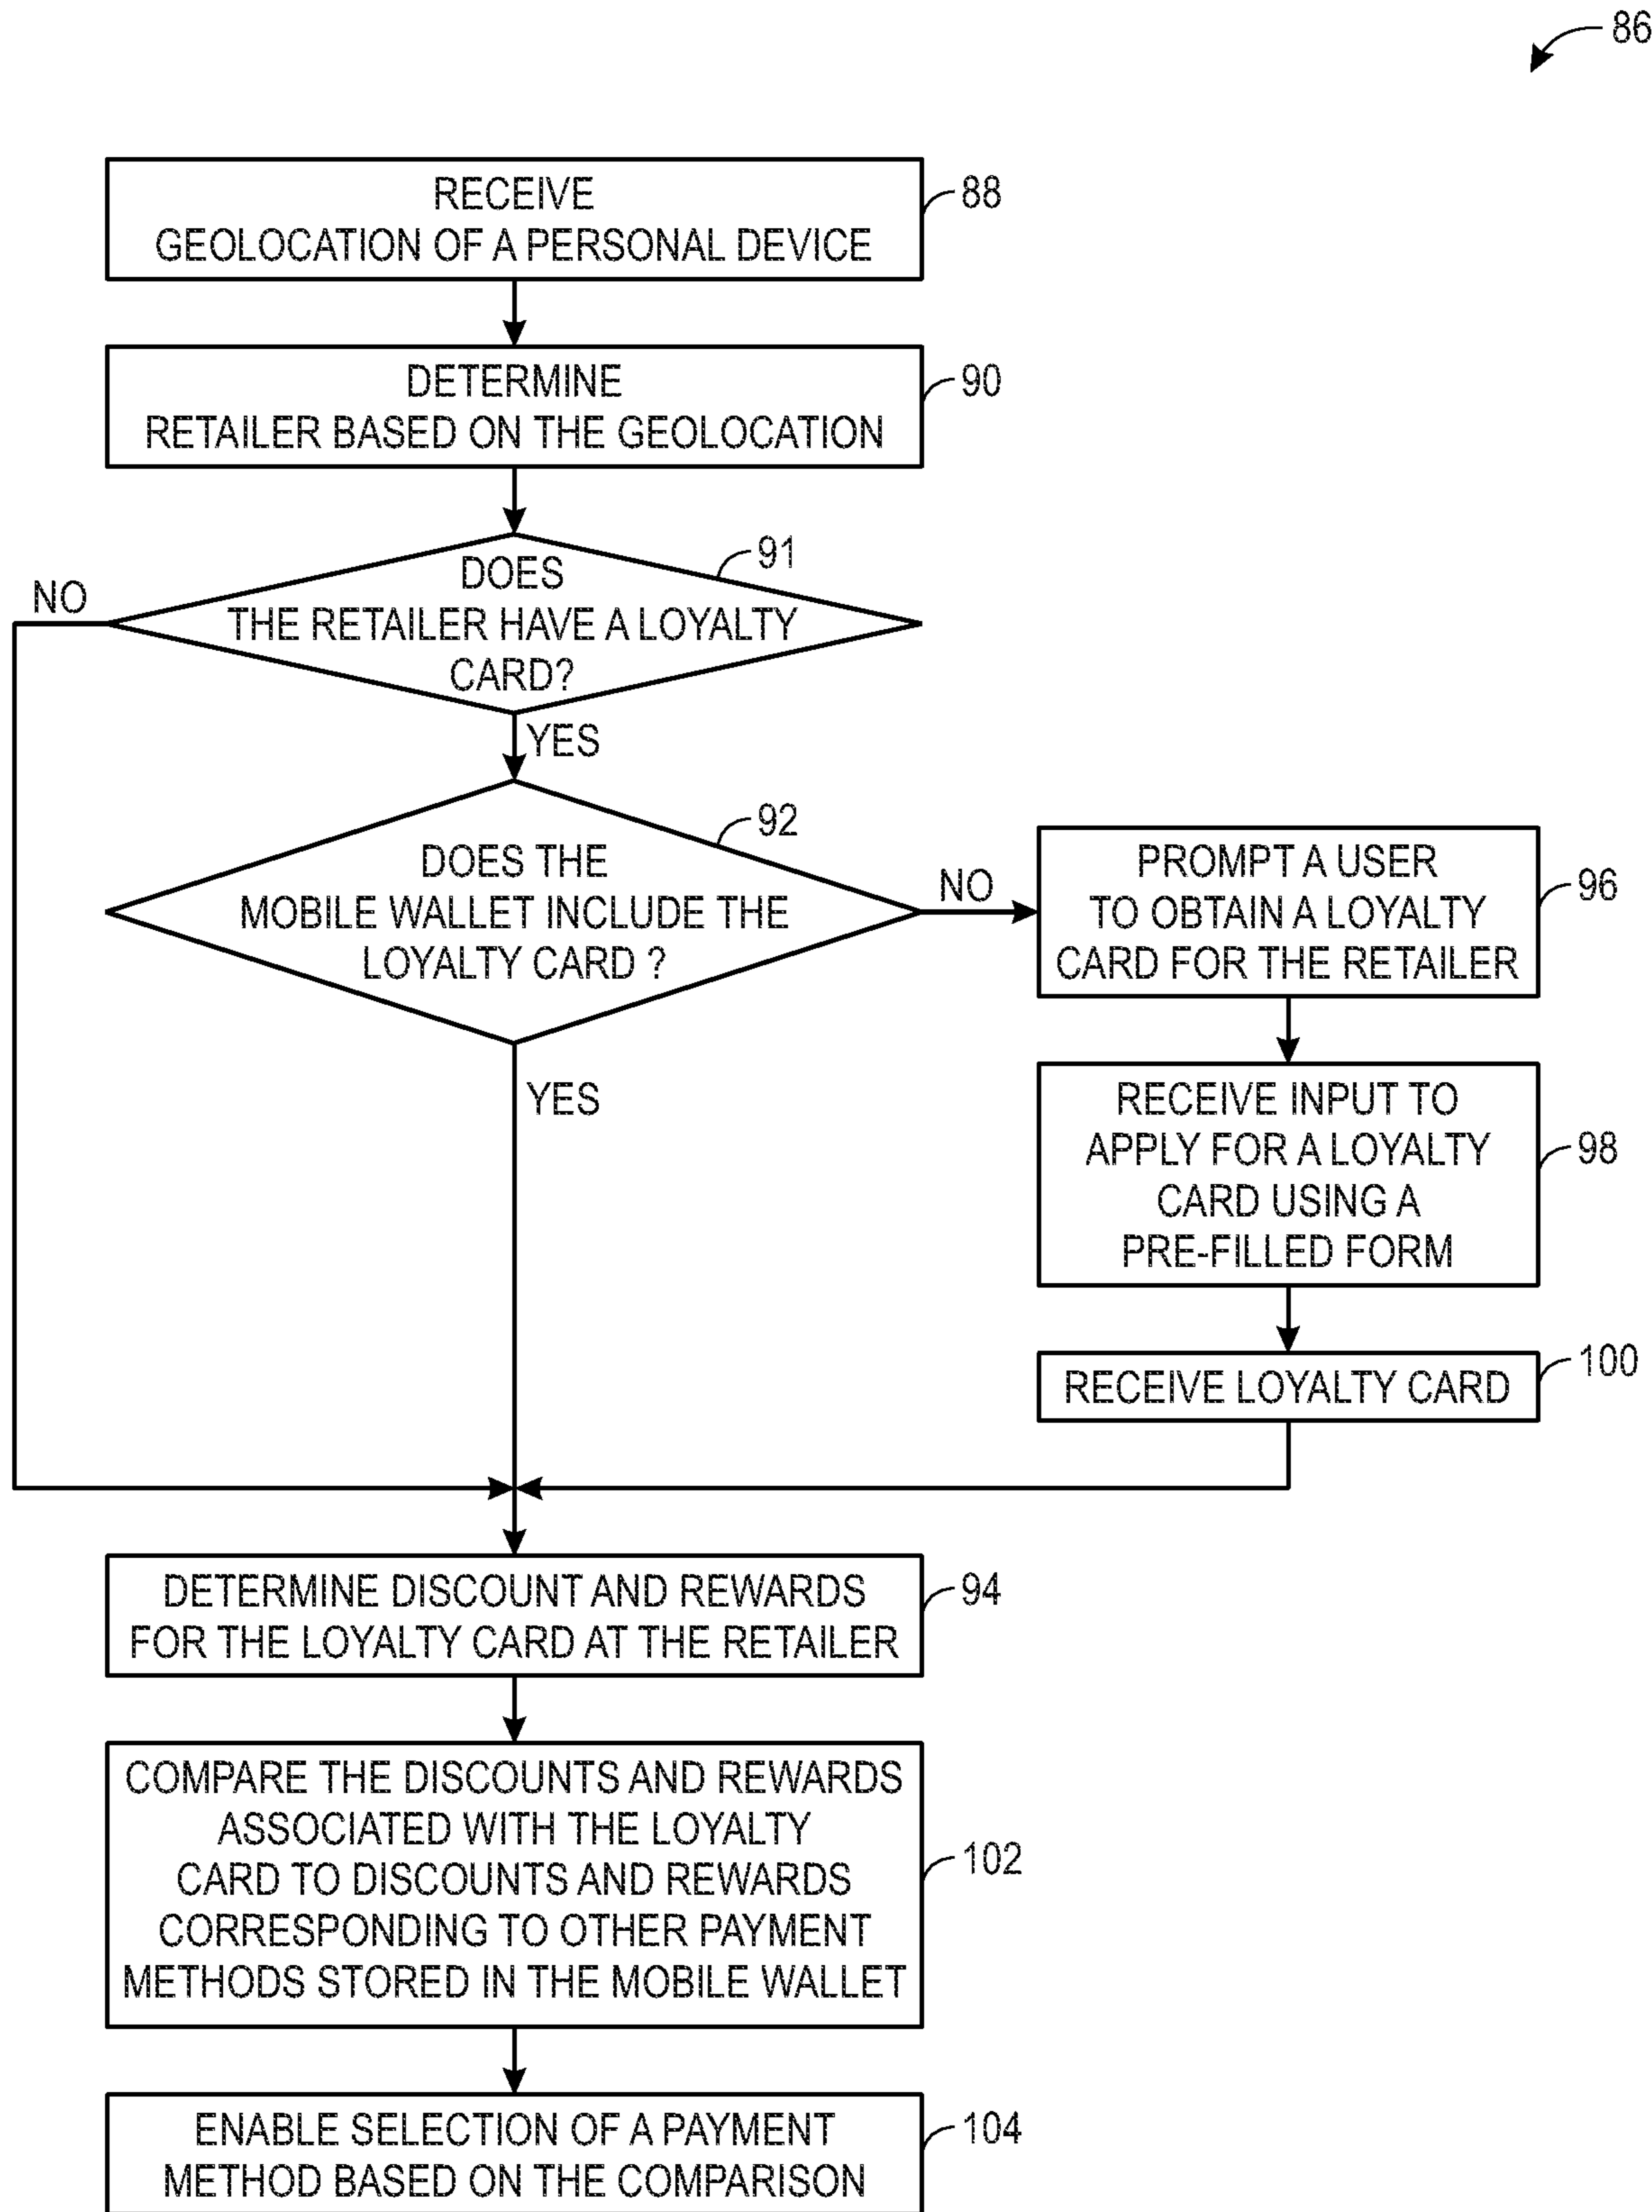 86
RECEIVE
GEOLOCATION OF A PERSONAL DEVICE
88
DETERMINE
RETAILER BASED ON THE GEOLOCATION
90
DOES
THE RETAILER HAVE A LOYALTY
CARD?
91
NO
YES
DOES THE
MOBILE WALLET INCLUDE THE
LOYALTY CARD ?
92
NO
YES
PROMPT A USER
TO OBTAIN A LOYALTY
CARD FOR THE RETAILER
96
RECEIVE INPUT TO
APPLY FOR A LOYALTY
CARD USING A
PRE-FILLED FORM
98
RECEIVE LOYALTY CARD
100
DETERMINE DISCOUNT AND REWARDS
FOR THE LOYALTY CARD AT THE RETAILER
94
COMPARE THE DISCOUNTS AND REWARDS
ASSOCIATED WITH THE LOYALTY
CARD TO DISCOUNTS AND REWARDS
CORRESPONDING TO OTHER PAYMENT
METHODS STORED IN THE MOBILE WALLET
102
ENABLE SELECTION OF A PAYMENT
METHOD BASED ON THE COMPARISON
104